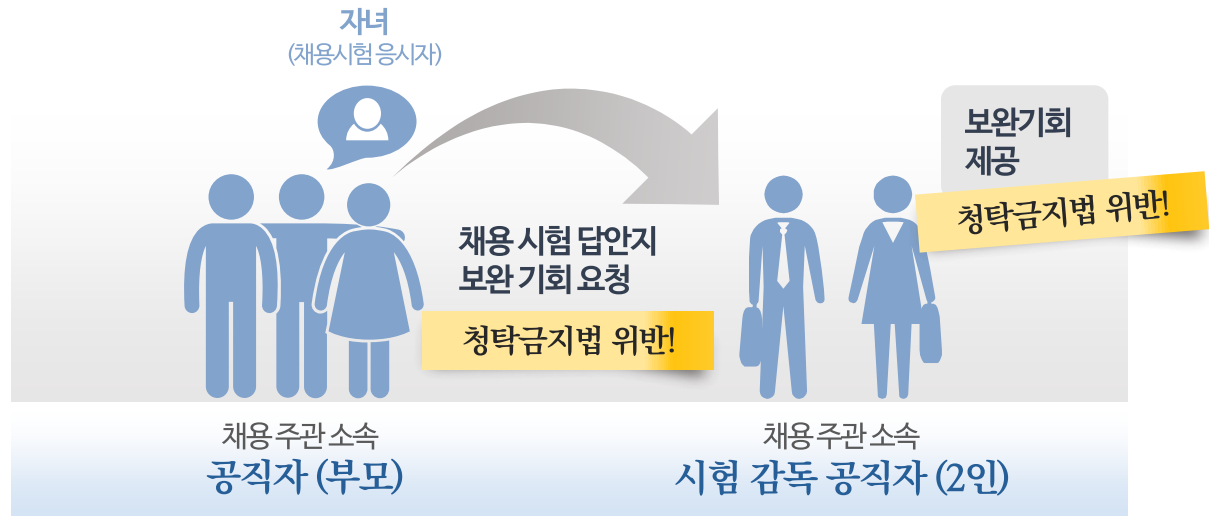 자녀
(채용시험 응시자)
채용 시험 답안지
보완 기회 요청
청탁금지법 위반!
보완기회
제공
청탁금지법 위반!
채용 주관 소속
공직자 (부모)
채용 주관 소속
시험 감독 공직자 (2인)